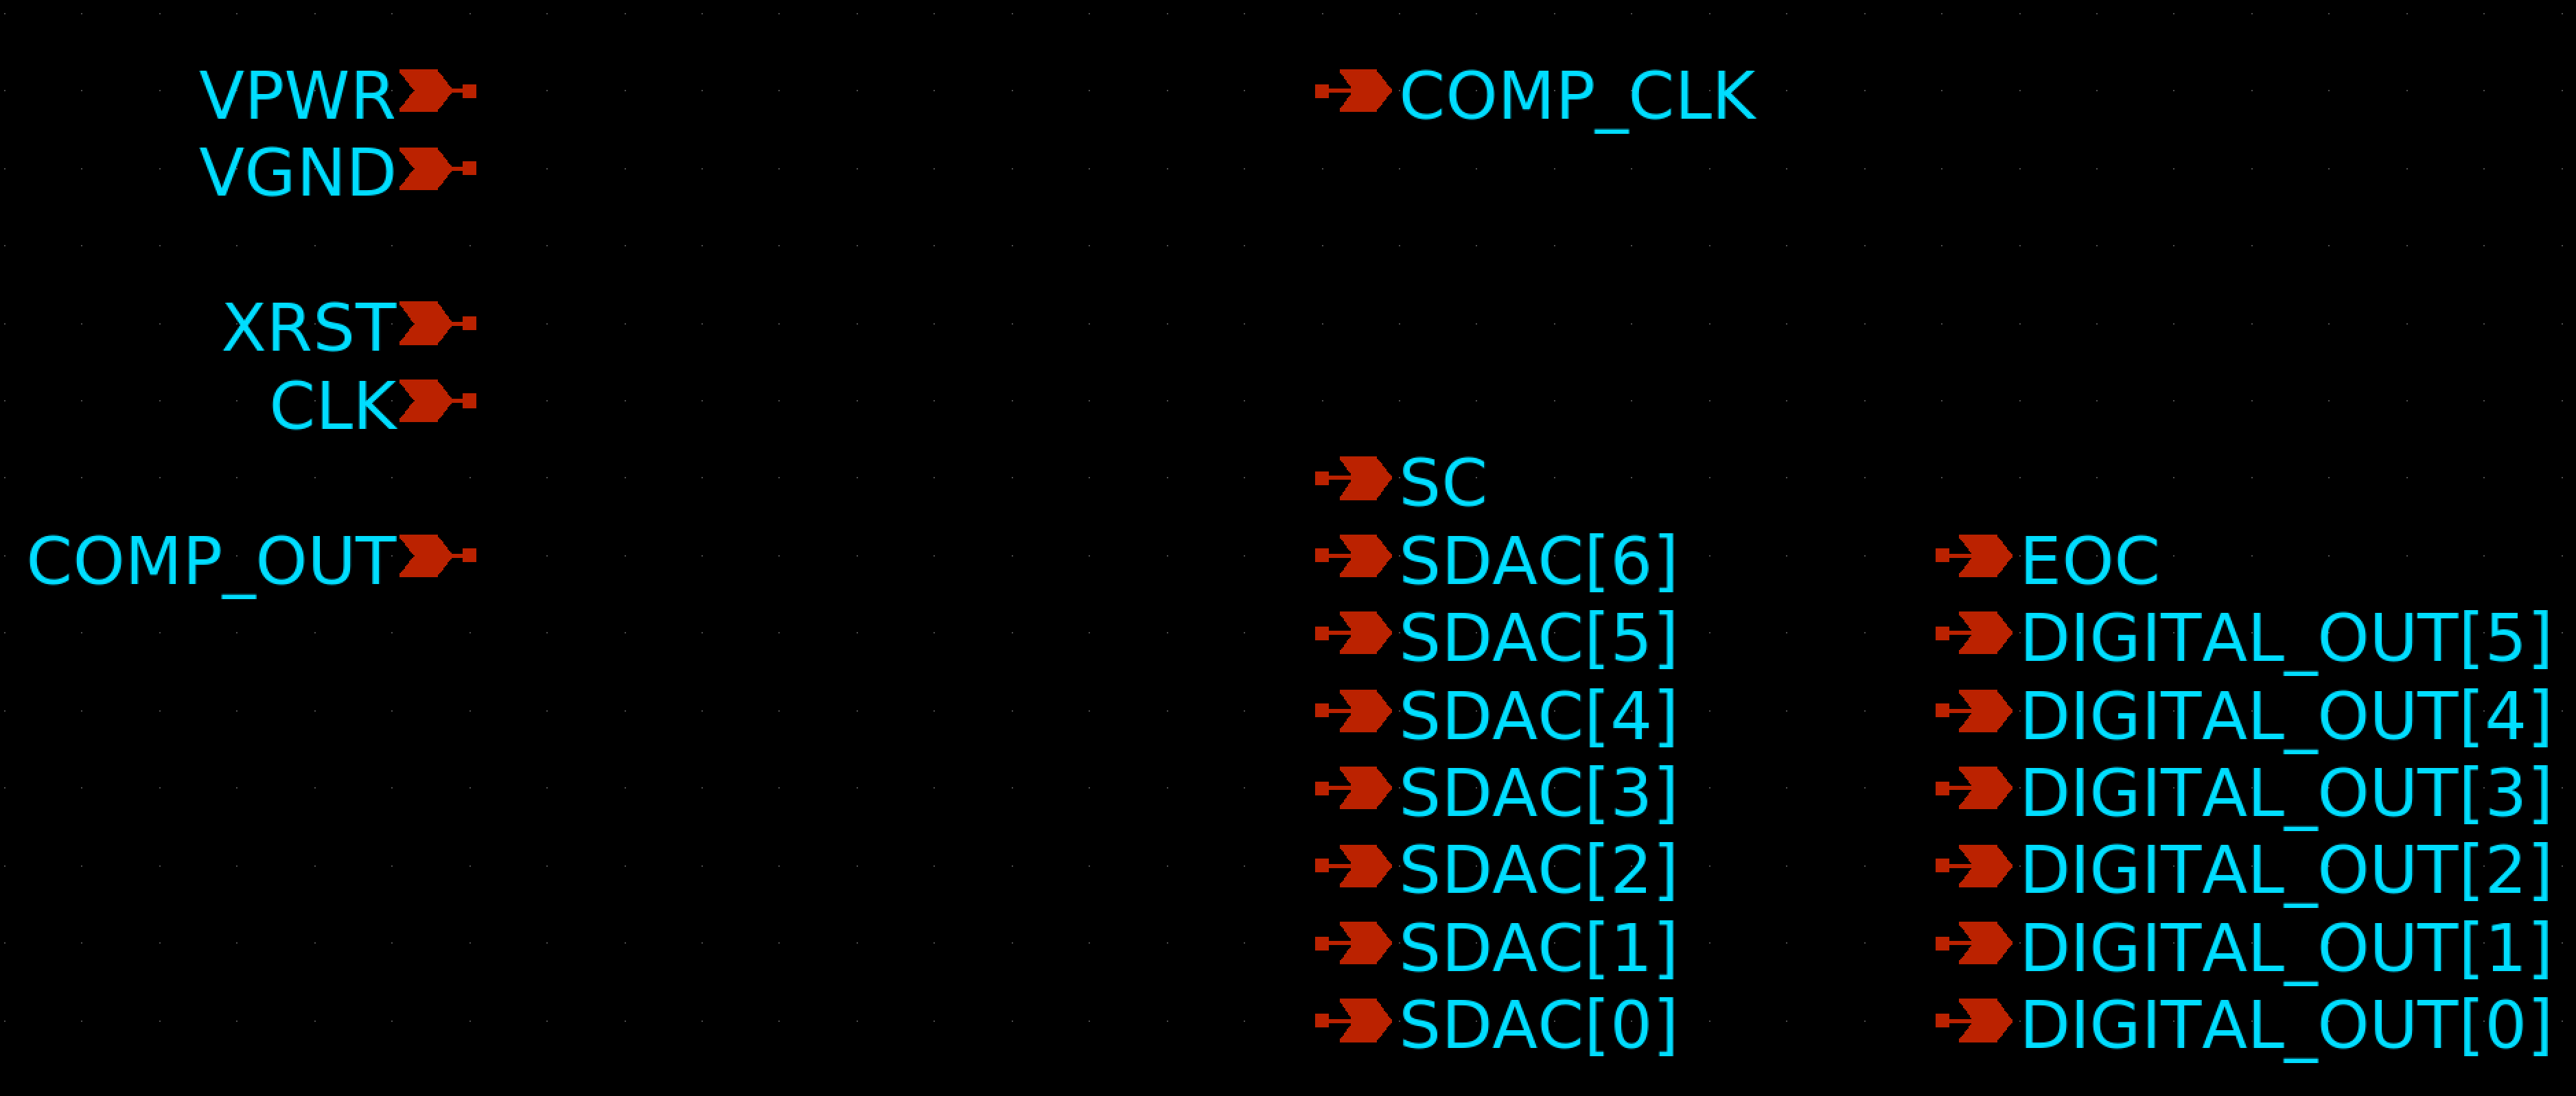 VPWR
VGND
XRST
CLK
COMP_OUT
COMP_CLK
SC
SDAC[6]
SDAC[5]
SDAC[4]
SDAC[3]
SDAC[2]
SDAC[1]
SDAC[0]
EOC
DIGITAL_OUT[5]
DIGITAL_OUT[4]
DIGITAL_OUT[3]
DIGITAL_OUT[2]
DIGITAL_OUT[1]
DIGITAL_OUT[0]